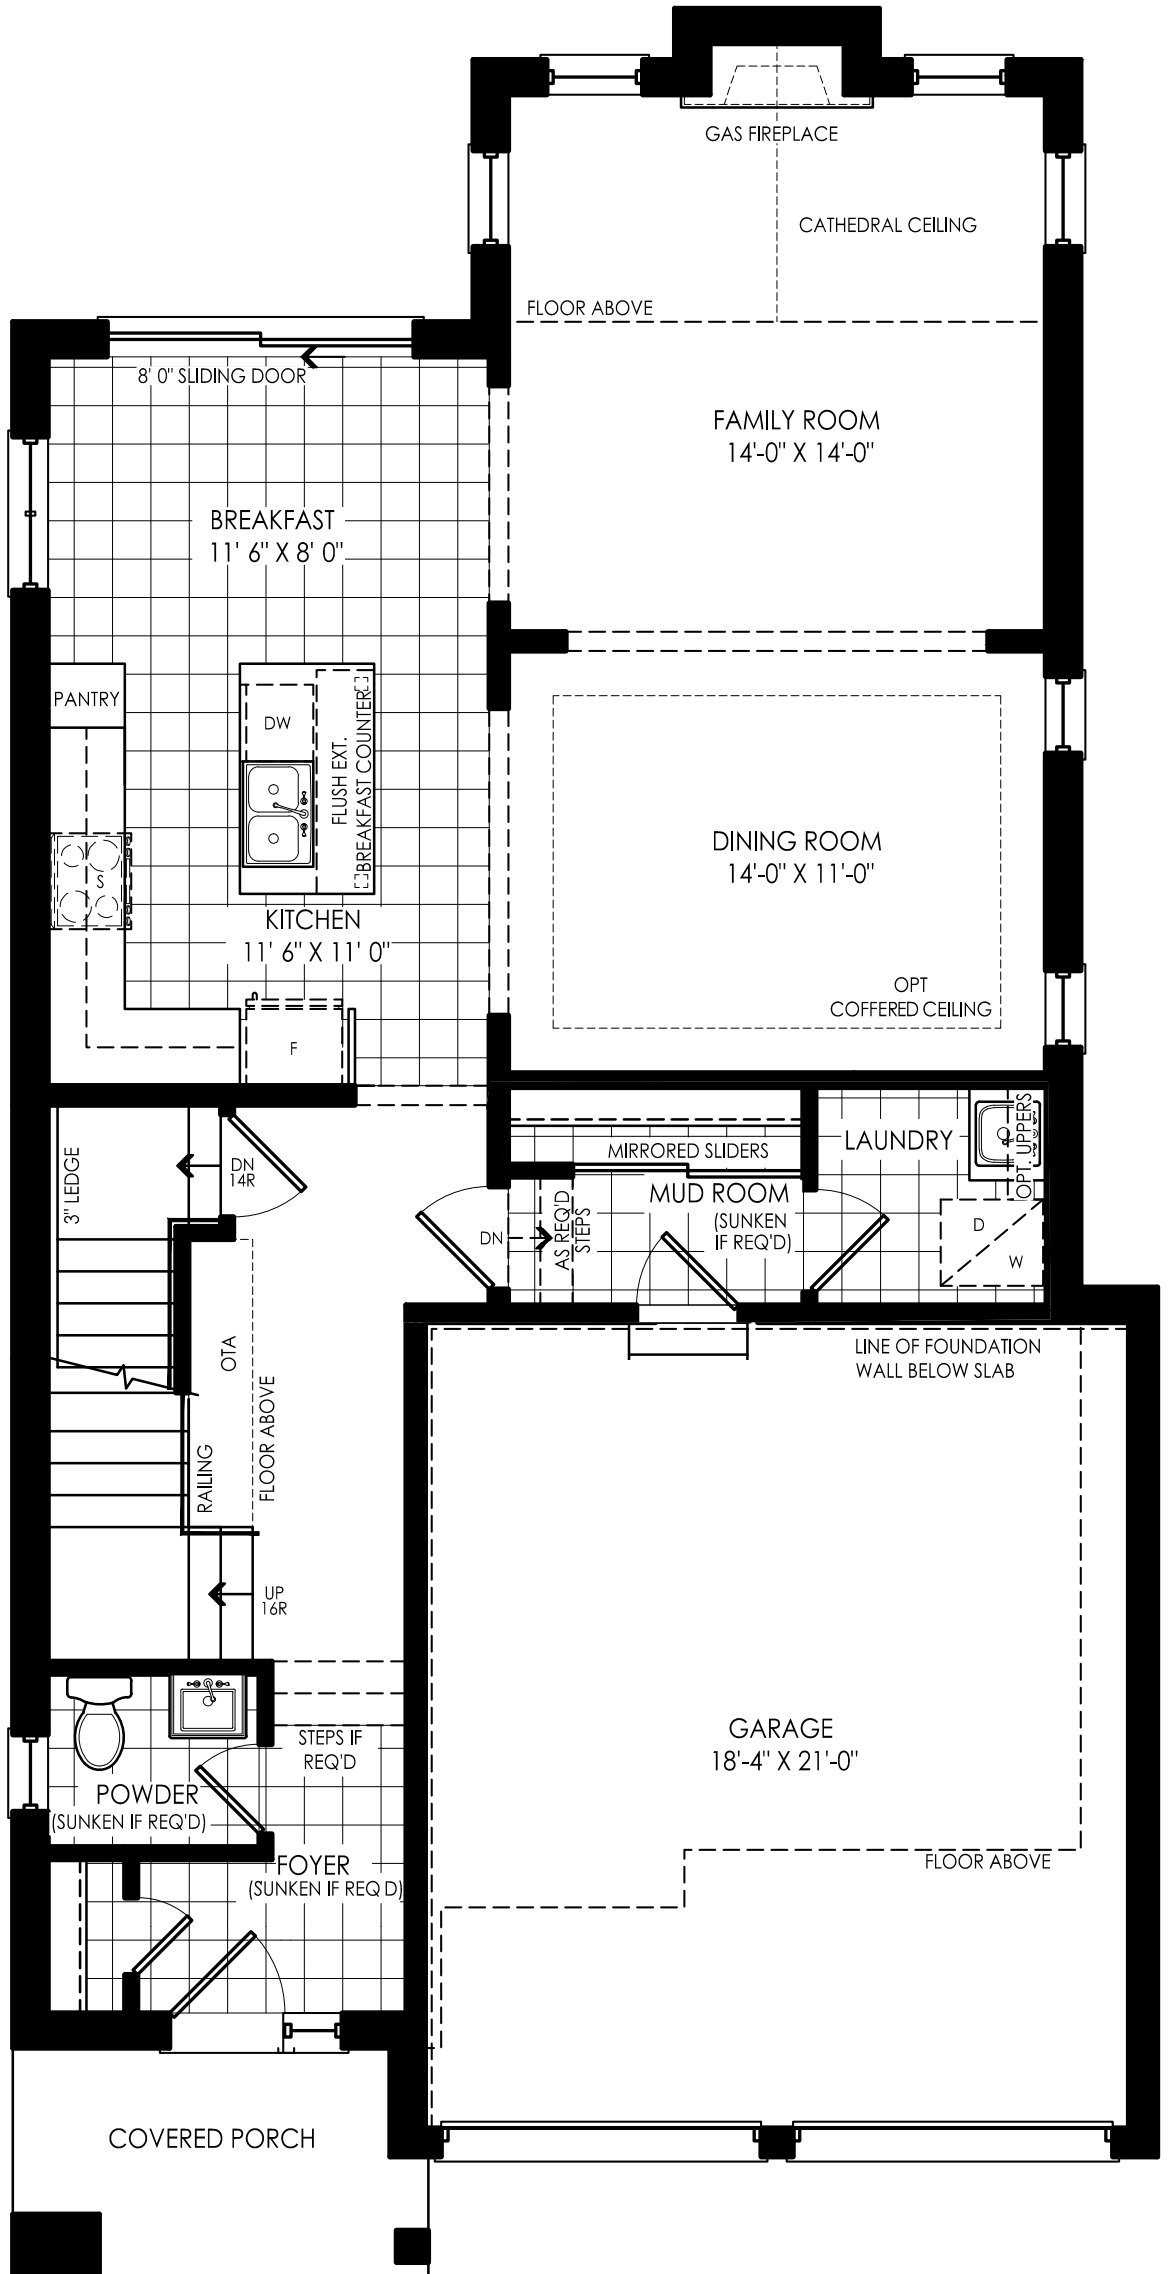 GAS FIREPLACE
CATHEDRAL CEILING
FLOOR ABOVE
8' 0" SLIDING DOOR
FAMILY ROOM
14'-0" X 14'-0"
BREAKFAST
11' 6" X 8' 0"
PANTRY
DW
FLUSH EXT.
BREAKFAST COUNTER
S
DINING ROOM
14'-0" X 11'-0"
KITCHEN
11' 6" X 11' 0"
OPT
COFFERED CEILING
F
3" LEDGE
DN
14R
MIRRORED SLIDERS
LAUNDRY
OPT. UPPERS
MUD ROOM
(SUNKEN
IF REQ'D)
DN
AS REQ'D
STEPS
D
W
OTA
FLOOR ABOVE
RAILING
LINE OF FOUNDATION
WALL BELOW SLAB
UP
16R
STEPS IF
REQ'D
GARAGE
18'-4" X 21'-0"
POWDER
(SUNKEN IF REQ'D)
FOYER
(SUNKEN IF REQ D)
FLOOR ABOVE
COVERED PORCH